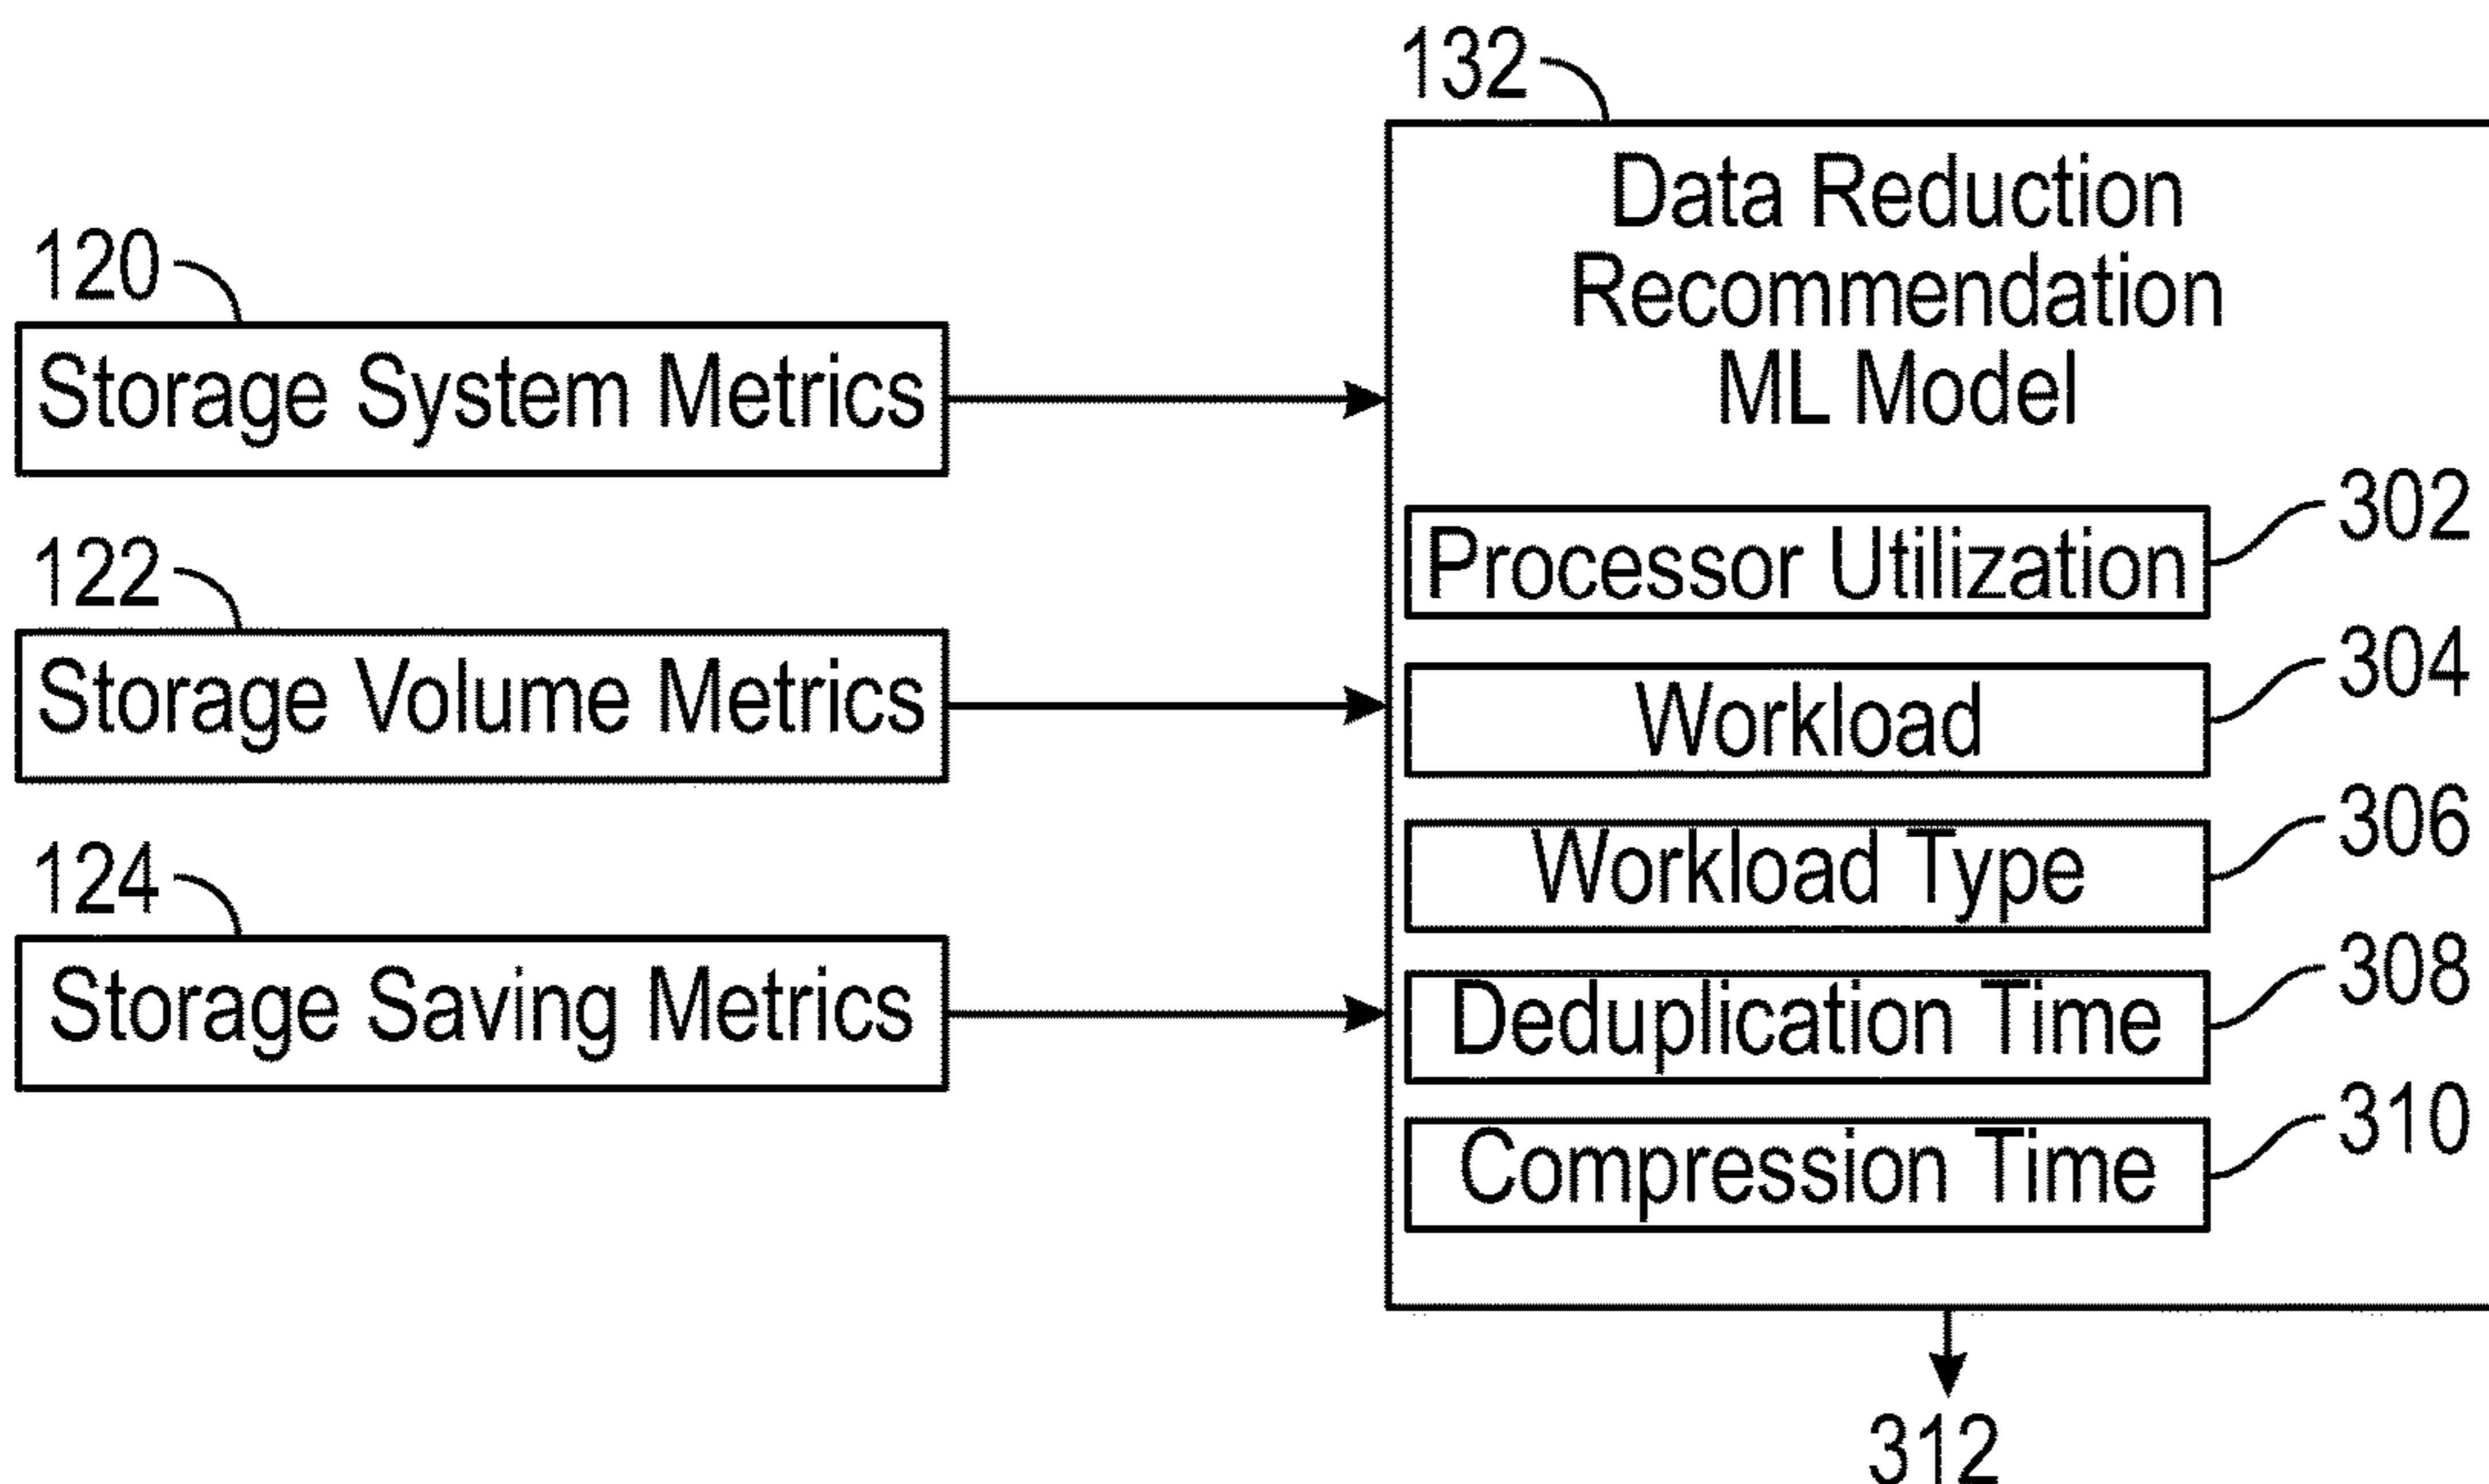 132
Data Reduction
Recommendation
ML Model
120
Storage System Metrics
302
Processor Utilization
122
Storage Volume Metrics
304
Workload
306
Workload Type
124
Storage Saving Metrics
308
Deduplication Time
310
Compression Time
312